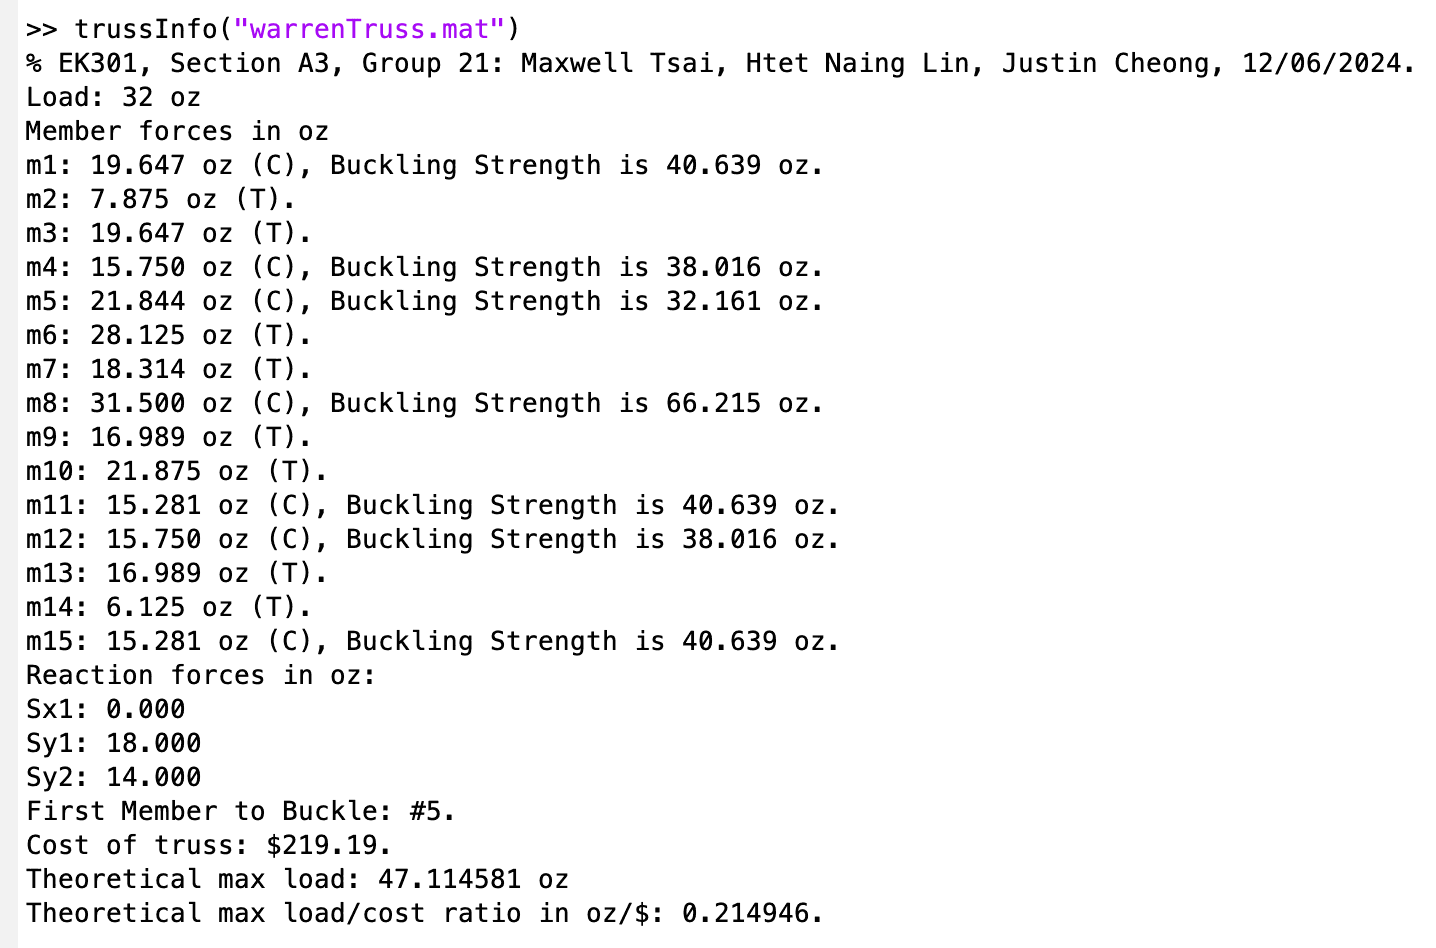 >> trussInfo("warrenTruss.mat")
% EK301, Section A3, Group 21: Maxwell Tsai, Htet Naing Lin, Justin Cheong, 12/06/2024.
Load: 32 oz
Member forces in oz
m1: 19.647 oz (C), Buckling Strength is 40.639 oz.
m2: 7.875 oz (T).
m3: 19.647 oz (T).
m4: 15.750 oz (C), Buckling Strength is 38.016 oz.
m5: 21.844 oz (C), Buckling Strength is 32.161 oz.
m6: 28.125 oz (T).
m7: 18.314 oz (T).
m8: 31.500 oz (C), Buckling Strength is 66.215 oz.
m9: 16.989 oz (T).
m10: 21.875 oz (T).
m11: 15.281 oz (C), Buckling Strength is 40.639 oz.
m12: 15.750 oz (C), Buckling Strength is 38.016 oz.
m13: 16.989 oz (T).
m14: 6.125 oz (T).
m15: 15.281 oz (C), Buckling Strength is 40.639 oz.
Reaction forces in oz:
Sx1: 0.000
Sy1: 18.000
Sy2: 14.000
First Member to Buckle: #5.
Cost of truss: $219.19.
Theoretical max load: 47.114581 oz
Theoretical max load/cost ratio in oz/$: 0.214946.